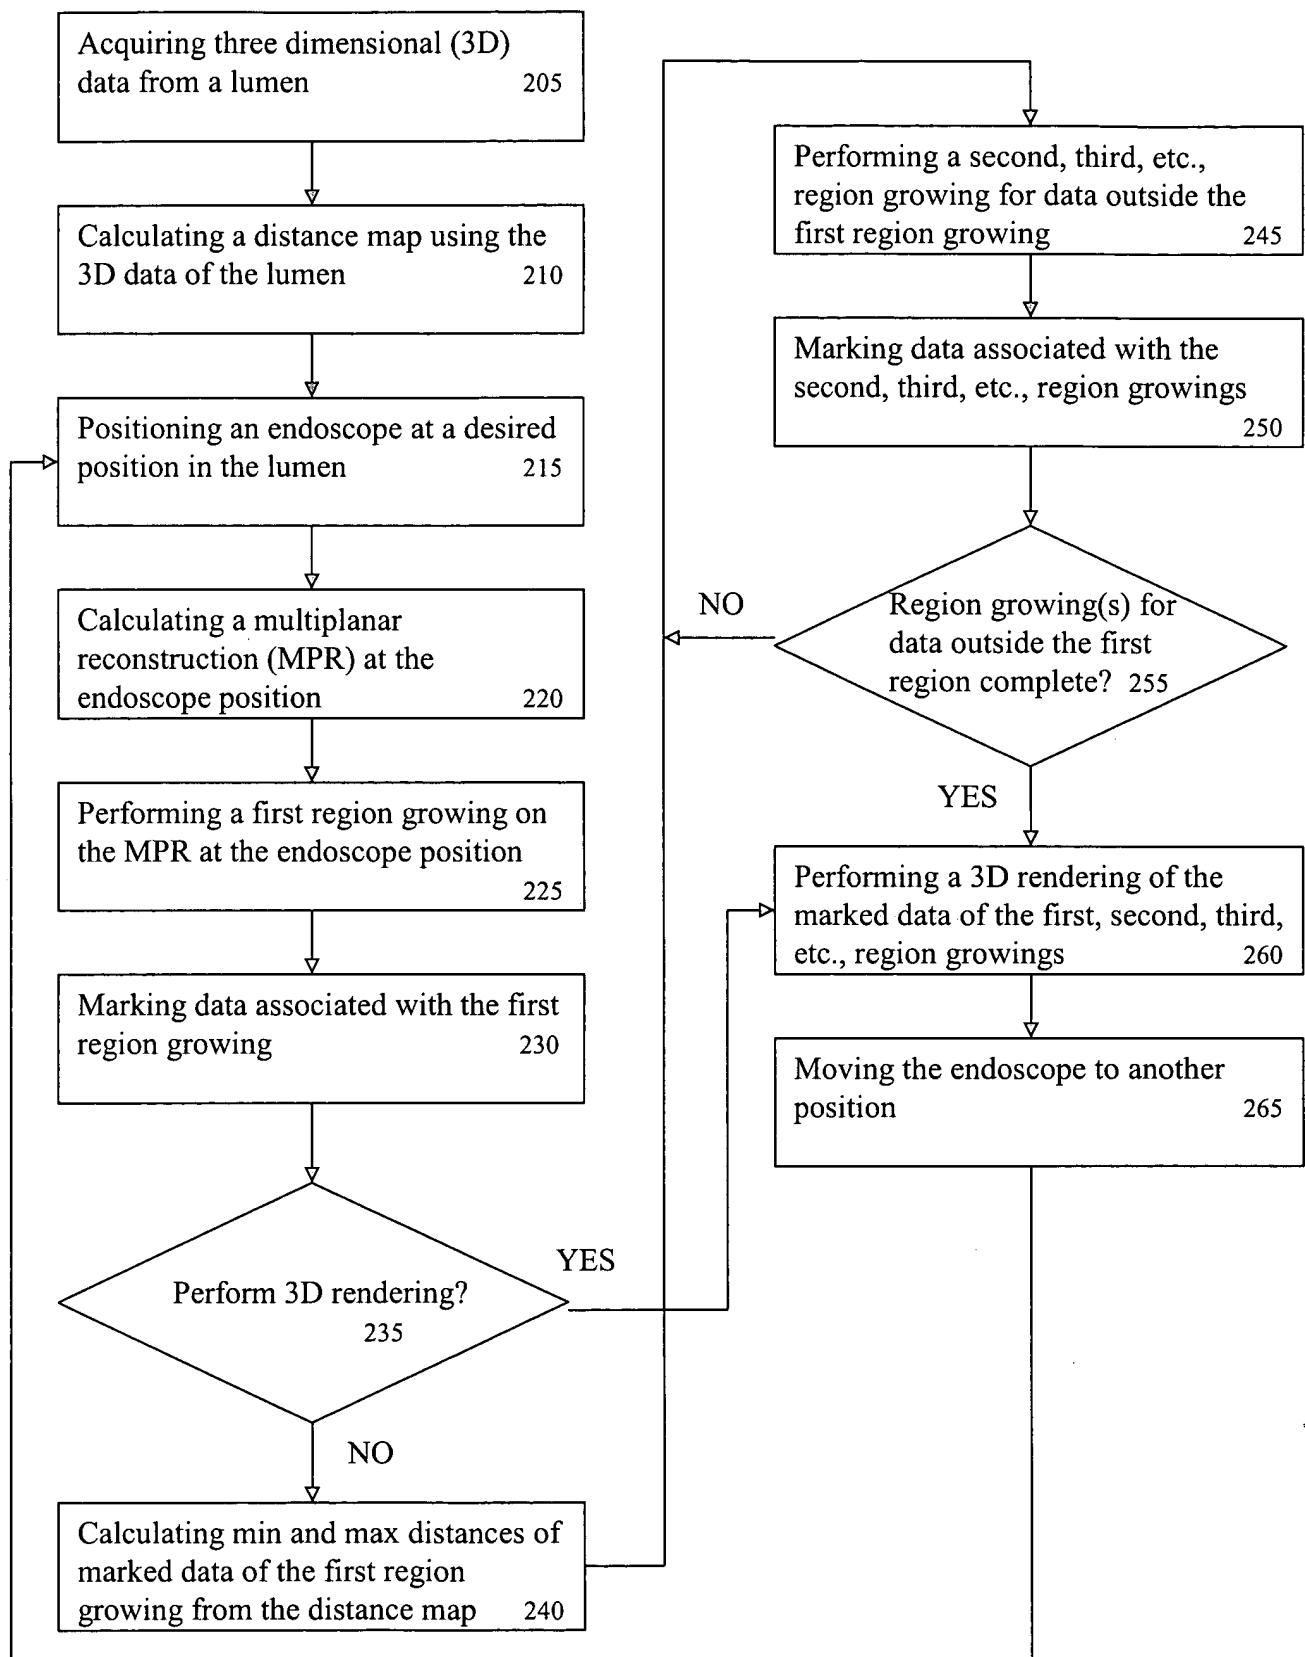 Acquiring three dimensional (3D)
data from a lumen 205
Calculating a distance map using the
3D data of the lumen 210
Positioning an endoscope at a desired
position in the lumen 215
Calculating a multiplanar
reconstruction (MPR) at the
endoscope position 220
Performing a first region growing on
the MPR at the endoscope position
225
Marking data associated with the first
region growing 230
Perform 3D rendering?
235
YES
NO
Calculating min and max distances of
marked data of the first region
growing from the distance map 240
Performing a second, third, etc.,
region growing for data outside the
first region growing 245
Marking data associated with the
second, third, etc., region growings
250
Region growing(s) for
data outside the first
region complete? 255
NO
YES
Performing a 3D rendering of the
marked data of the first, second, third,
etc., region growings 260
Moving the endoscope to another
position 265